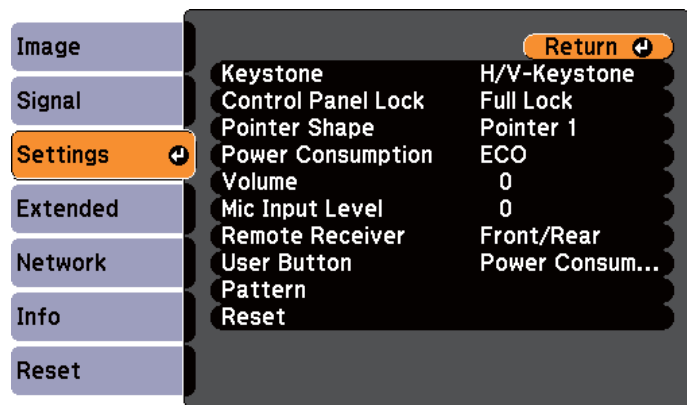 Image
Signal
Settings
Extended
Network
Info
Reset
Return
Keystone H/V-Keystone
Control Panel Lock Full Lock
Pointer Shape Pointer 1
Power Consumption ECO
Volume 0
Mic Input Level 0
Remote Receiver Front/Rear
User Button Power Consum...
Pattern
Reset